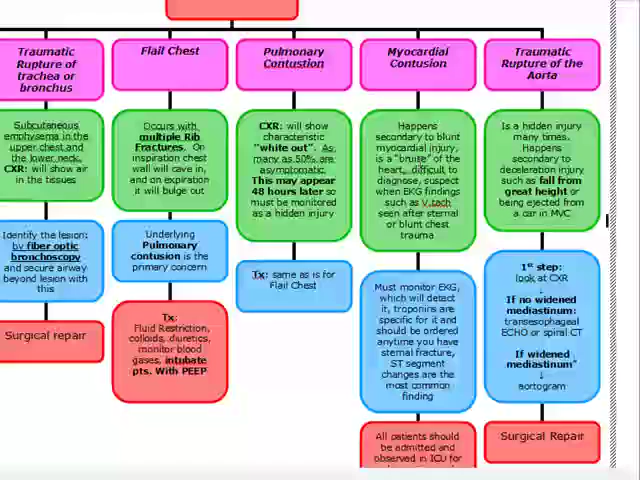 Traumatic
Rupture of
trachea or
bronchus
Subcutaneous
emphysema in the
upper chest and
the lower neck.
CXR: will show air
in the tissues
Identify the lesion:
by fiber optic
bronchoscopy
and secure airway
beyond lesion with
this
Surgical repair
Flail Chest
Occurs with
multiple Rib
Fractures. On
inspiration chest
wall will cave in,
and on expiration
it will bulge out
Underlying
Pulmonary
contusion is the
primary concern
Tx:
Fluid Restriction,
colloids, diuretics,
monitor blood
gases, intubate
pts. With PEEP
Pulmonary
Contustion
CXR: will show
characteristic
"white out". As
many as 50% are
asymptomatic.
This may appear
48 hours later so
must be monitored
as a hidden injury
Tx: same as is for
Flail Chest
Myocardial
Contusion
Happens
secondary to blunt
myocardial injury,
is a "bruise" of the
heart, difficult to
diagnose, suspect
when EKG findings
such as V.tach
seen after sternal
or blunt chest
trauma
Must monitor EKG,
which will detect
it, troponins are
specific for it and
should be ordered
anytime you have
sternal fracture,
ST segment
changes are the
most common
finding
All patients should
be admitted and
observed in ICU for
Traumatic
Rupture of the
Aorta
Is a hidden injury
many times.
Happens
secondary to
deceleration injury
such as fall from
great height or
being ejected from
a car in MVC
1st step:
look at CXR
↓
If no widened
mediastinum:
transesophageal
ECHO or spiral CT
If widened
mediastinum"
↓
aortogram
Surgical Repair